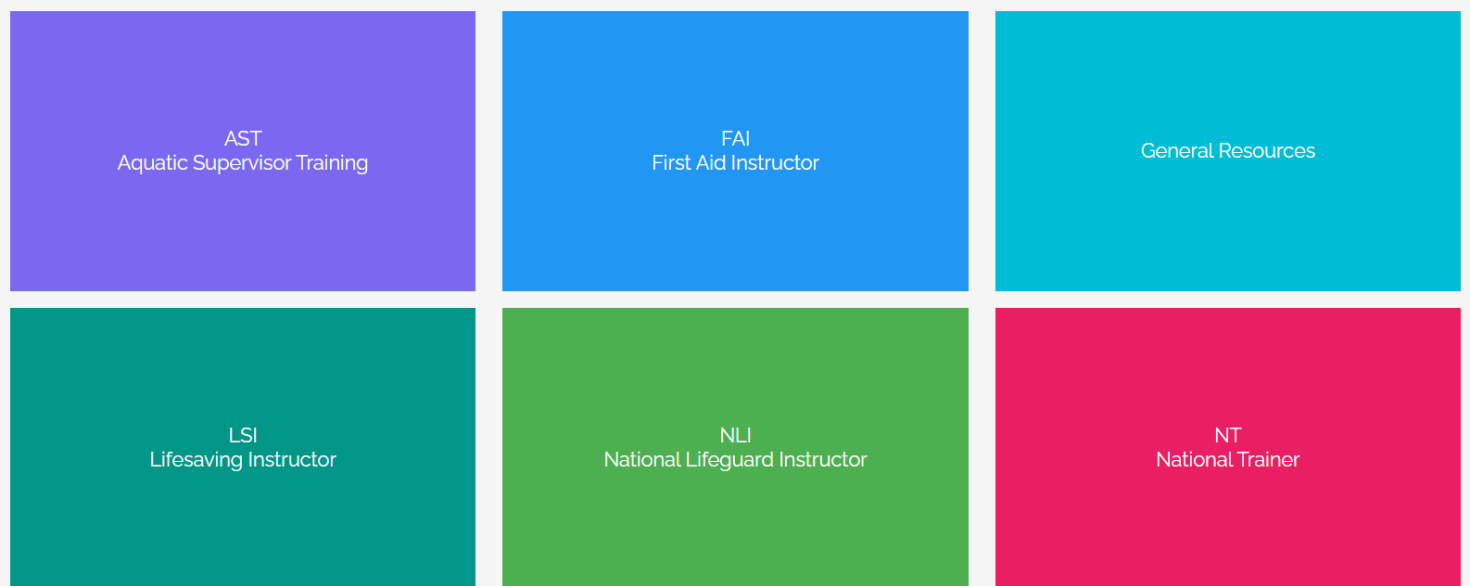 AST
Aquatic Supervisor Training
FAI
First Aid Instructor
General Resources
LSI
Lifesaving Instructor
NLI
National Lifeguard Instructor
NT
National Trainer